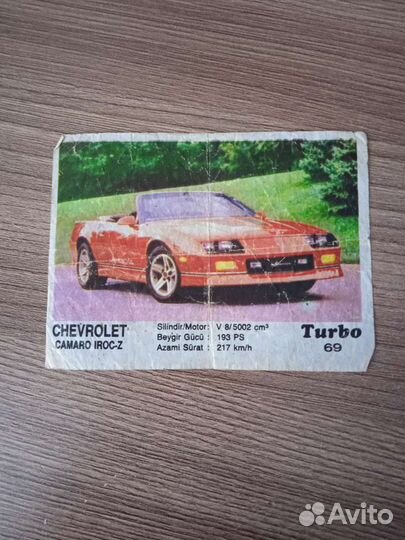 CHEVROLET
CAMARO IROC-Z
Silindir/Motor: V 8/5002 cm³
Beygir Gücü : 193 PS
Azami Sürat : 217 km/h
Turbo
69
Avito